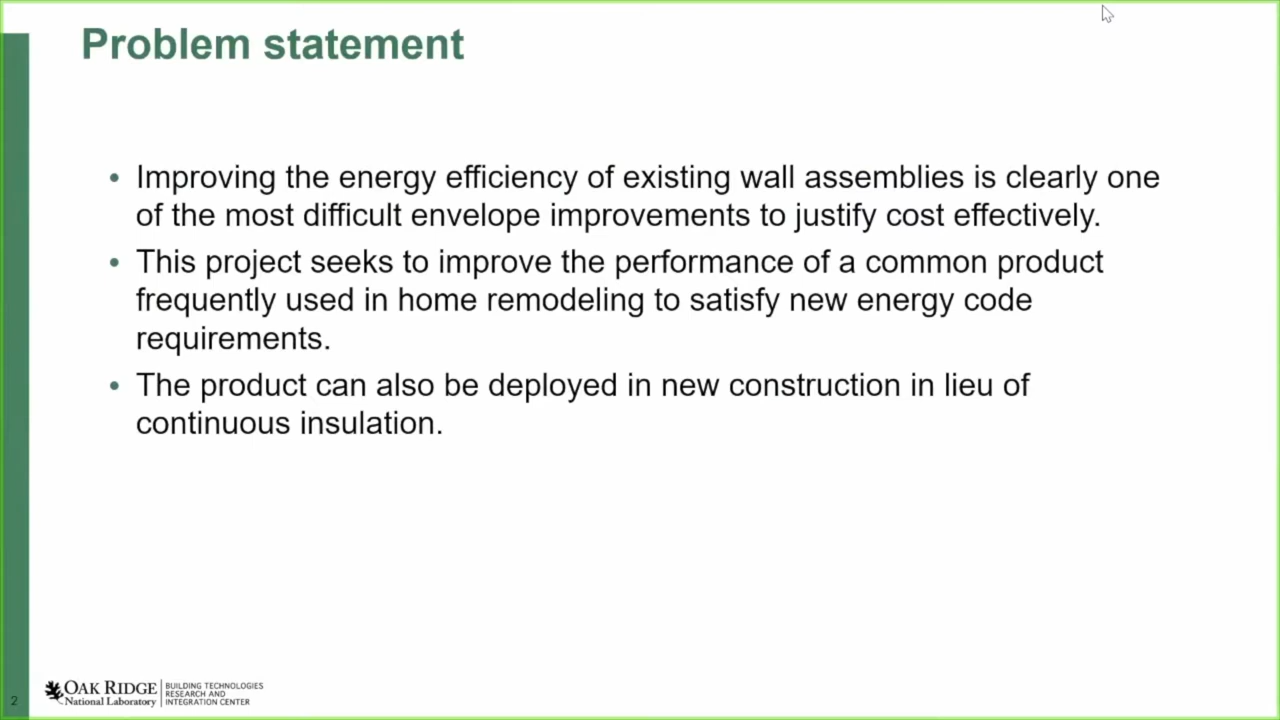 Problem statement
• Improving the energy efficiency of existing wall assemblies is clearly one
of the most difficult envelope improvements to justify cost effectively.
• This project seeks to improve the performance of a common product
frequently used in home remodeling to satisfy new energy code
requirements.
• The product can also be deployed in new construction in lieu of
continuous insulation.
2
OAK RIDGE
National Laboratory
BUILDING TECHNOLOGIES
RESEARCH AND
INTEGRATION CENTER